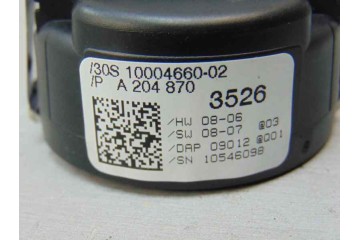 /30S 10004660-02
/P A 204 870
3526
/HW 08-06
/SW 08-07 @03
/DAP 09012 @001
/SN 10546098